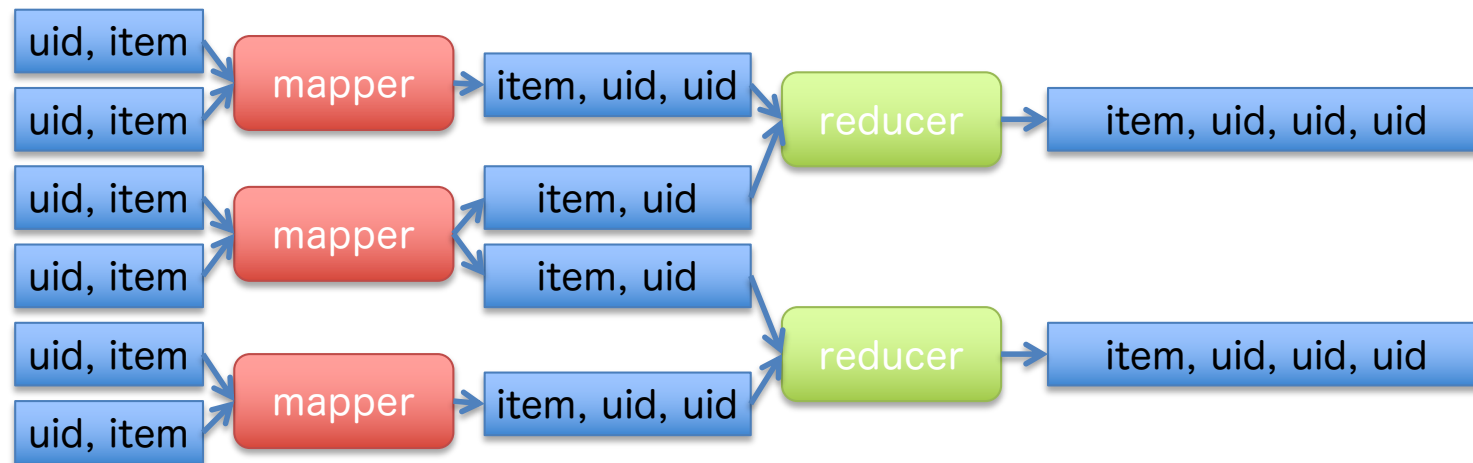 uid, item
uid, item
mapper
item, uid, uid
reducer
item, uid, uid, uid
uid, item
uid, item
mapper
item, uid
item, uid
uid, item
uid, item
mapper
item, uid, uid
reducer
item, uid, uid, uid